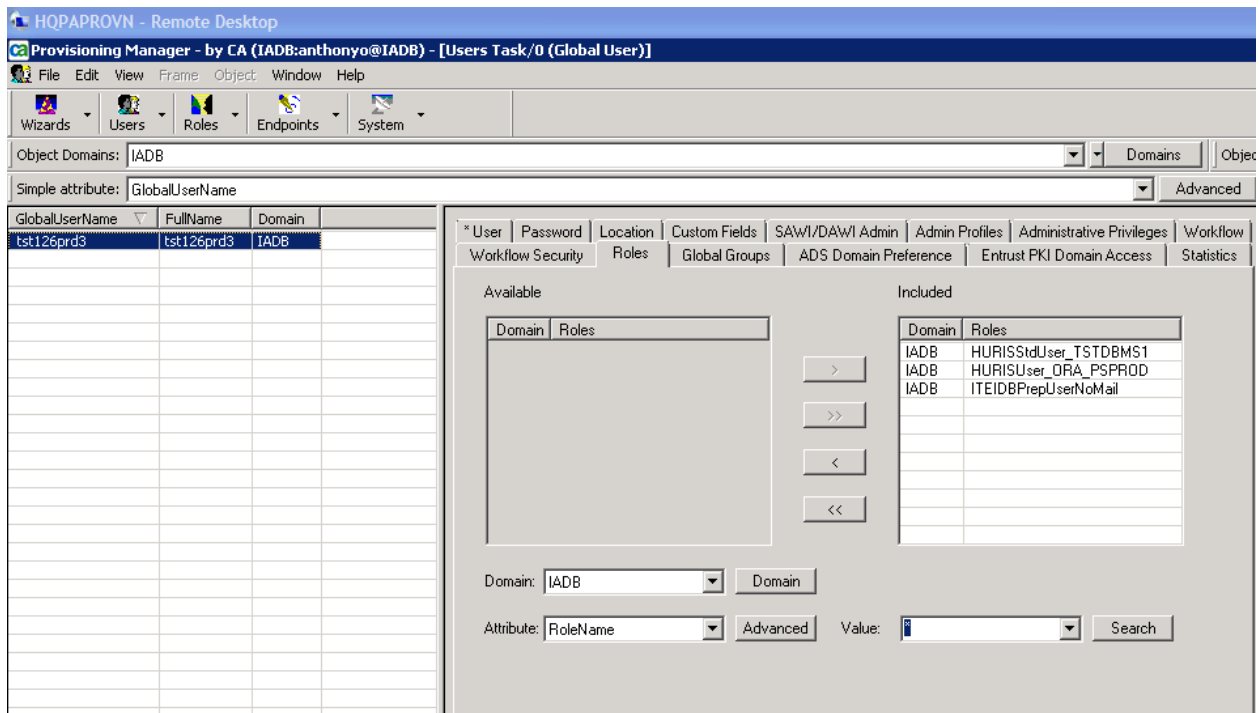 HQPAPROVN - Remote Desktop
ca Provisioning Manager - by CA (IADB:anthonyo@IADB) - [Users Task/0 (Global User)]
File Edit View Frame Object Window Help
Wizards Users Roles Endpoints System
Object Domains: IADB Domains Objec
Simple attribute: GlobalUserName Advanced
GlobalUserName FullName Domain
tst126prd3 tst126prd3 IADB
* User Password Location Custom Fields SAWI/DAWI Admin Admin Profiles Administrative Privileges Workflow
Workflow Security Roles Global Groups ADS Domain Preference Entrust PKI Domain Access Statistics
Available Included
Domain Roles Domain Roles
IADB HURISStdUser_TSTDBMS1
IADB HURISUser_ORA_PSPROD
IADB ITEIDBPrepUserNoMail
>
>>
<
<<
Domain: IADB Domain
Attribute: RoleName Advanced Value: * Search